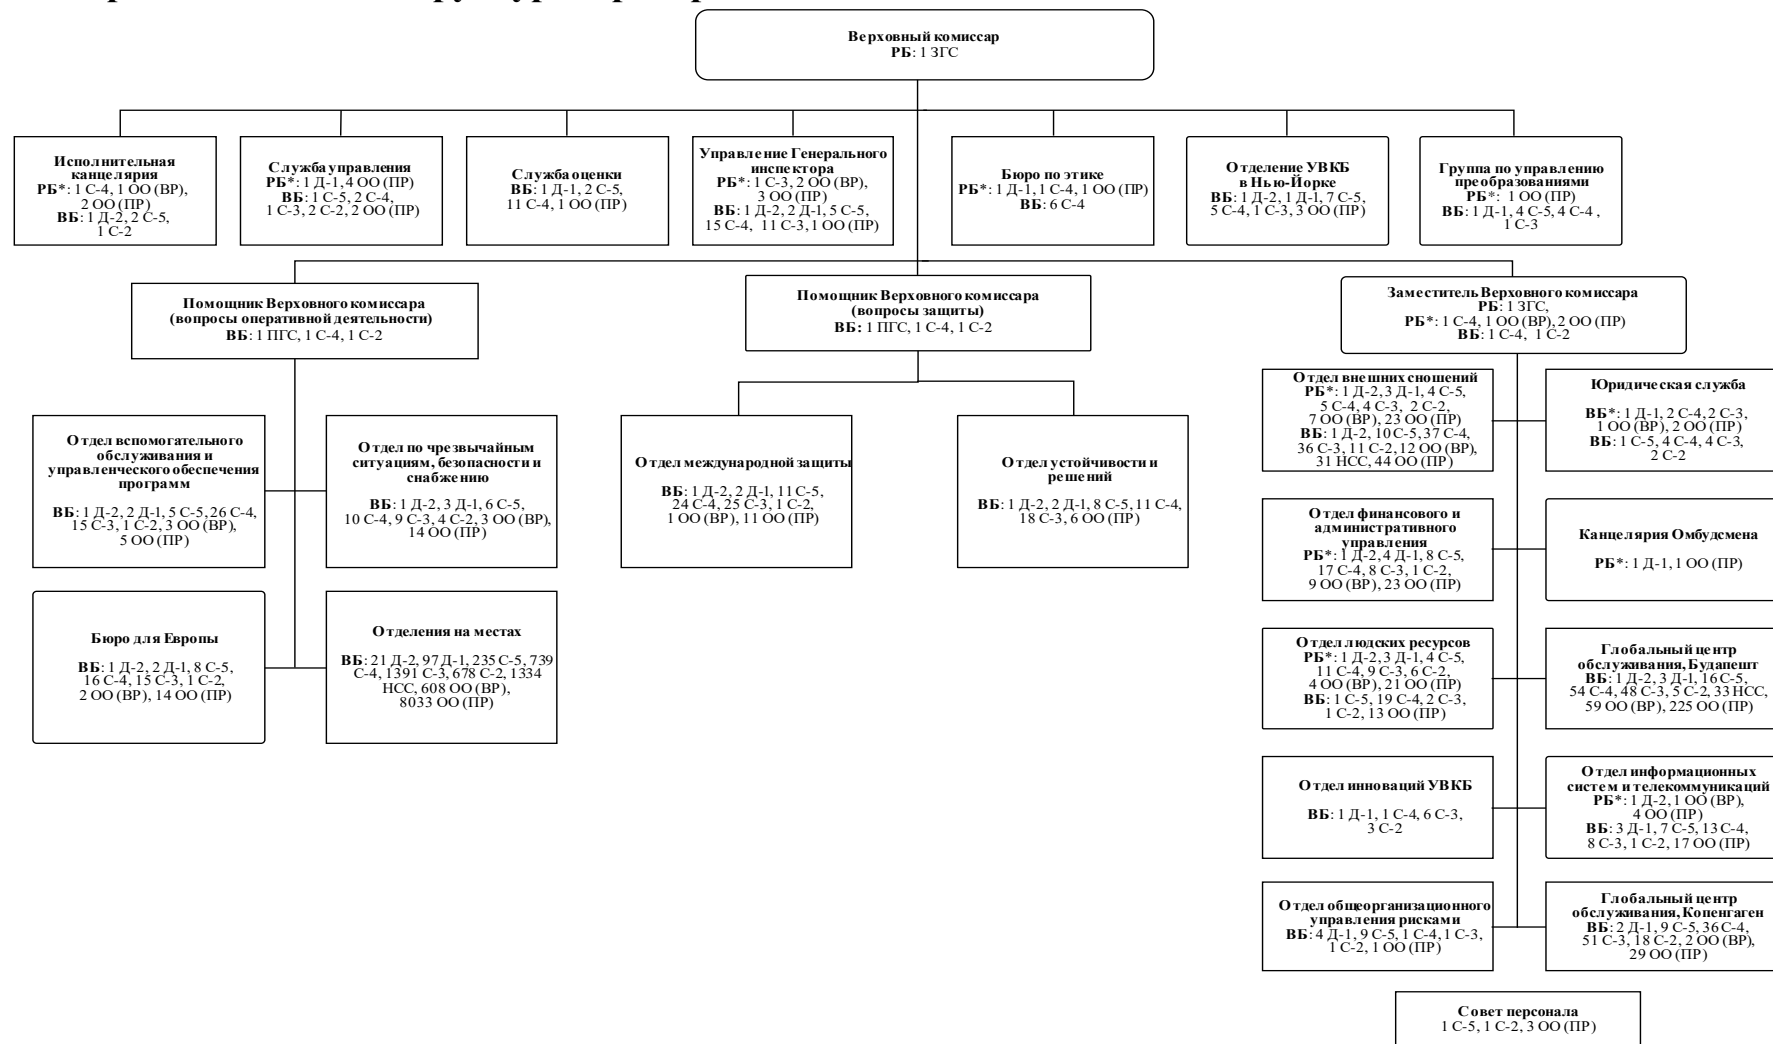 Верховный комиссар
РБ: 1 ЗГС
Исполнительная
канцелярия
РБ*: 1 С-4, 1 ОО (ВР),
2 ОО (ПР)
ВБ: 1 Д-2, 2 С-5,
1 С-2
Служба управления
РБ*: 1 Д-1, 4 ОО (ПР)
ВБ: 1 С-5, 2 С-4,
1 С-3, 2 С-2, 2 ОО (ПР)
Служба оценки
ВБ: 1 Д-1, 2 С-5,
11 С-4, 1 ОО (ПР)
Управление Генерального
инспектора
РБ*: 1 С-3, 2 ОО (ВР),
3 ОО (ПР)
ВБ: 1 Д-2, 2 Д-1, 5 С-5,
15 С-4, 11 С-3, 1 ОО (ПР)
Бюро по этике
РБ*: 1 Д-1, 1 С-4, 1 ОО (ПР)
ВБ: 6 С-4
Отделение УВКБ
в Нью-Йорке
ВБ: 1 Д-2, 1 Д-1, 7 С-5,
5 С-4, 1 С-3, 3 ОО (ПР)
Группа по управлению
преобразованиями
РБ*: 1 ОО (ПР)
ВБ: 1 Д-1, 4 С-5, 4 С-4 ,
1 С-3
Помощник Верховного комиссара
(вопросы оперативной деятельности)
ВБ: 1 ПГС, 1 С-4, 1 С-2
Помощник Верховного комиссара
(вопросы защиты)
ВБ: 1 ПГС, 1 С-4, 1 С-2
Заместитель Верховного комиссара
РБ: 1 ЗГС,
РБ*: 1 С-4, 1 ОО (ВР), 2 ОО (ПР)
ВБ: 1 С-4, 1 С-2
Отдел вспомогательного
обслуживания и
управленческого обеспечения
программ
ВБ: 1 Д-2, 2 Д-1, 5 С-5, 26 С-4,
15 С-3, 1 С-2, 3 ОО (ВР),
5 ОО (ПР)
Отдел по чрезвычайным
ситуациям, безопасности и
снабжению
ВБ: 1 Д-2, 3 Д-1, 6 С-5,
10 С-4, 9 С-3, 4 С-2, 3 ОО (ВР),
14 ОО (ПР)
Бюро для Европы
ВБ: 1 Д-2, 2 Д-1, 8 С-5,
16 С-4, 15 С-3, 1 С-2,
2 ОО (ВР), 14 ОО (ПР)
Отделения на местах
ВБ: 21 Д-2, 97 Д-1, 235 С-5, 739
С-4, 1391 С-3, 678 С-2, 1334
НСС, 608 ОО (ВР),
8033 ОО (ПР)
Отдел международной защиты
ВБ: 1 Д-2, 2 Д-1, 11 С-5,
24 С-4, 25 С-3, 1 С-2,
1 ОО (ВР), 11 ОО (ПР)
Отдел устойчивости и
решений
ВБ: 1 Д-2, 2 Д-1, 8 С-5, 11 С-4,
18 С-3, 6 ОО (ПР)
Отдел внешних сношений
РБ*: 1 Д-2, 3 Д-1, 4 С-5,
5 С-4, 4 С-3, 2 С-2,
7 ОО (ВР), 23 ОО (ПР)
ВБ: 1 Д-2, 10 С-5, 37 С-4,
36 С-3, 11 С-2, 12 ОО (ВР),
31 НСС, 44 ОО (ПР)
Юридическая служба
ВБ*: 1 Д-1, 2 С-4, 2 С-3,
1 ОО (ВР), 2 ОО (ПР)
ВБ: 1 С-5, 4 С-4, 4 С-3,
2 С-2
Отдел финансового и
административного
управления
РБ*: 1 Д-2, 4 Д-1, 8 С-5,
17 С-4, 8 С-3, 1 С-2,
9 ОО (ВР), 23 ОО (ПР)
Канцелярия Омбудсмена
РБ*: 1 Д-1, 1 ОО (ПР)
Отдел людских ресурсов
РБ*: 1 Д-2, 3 Д-1, 4 С-5,
11 С-4, 9 С-3, 6 С-2,
4 ОО (ВР), 21 ОО (ПР)
ВБ: 1 С-5, 19 С-4, 2 С-3,
1 С-2, 13 ОО (ПР)
Глобальный центр
обслуживания, Будапешт
ВБ: 1 Д-2, 3 Д-1, 16 С-5,
54 С-4, 48 С-3, 5 С-2, 33 НСС,
59 ОО (ВР), 225 ОО (ПР)
Отдел инноваций УВКБ
ВБ: 1 Д-1, 1 С-4, 6 С-3,
3 С-2
Отдел информационных
систем и телекоммуникаций
РБ*: 1 Д-2, 1 ОО (ВР),
4 ОО (ПР)
ВБ: 3 Д-1, 7 С-5, 13 С-4,
8 С-3, 1 С-2, 17 ОО (ПР)
Отдел общеорганизационного
управления рисками
ВБ: 4 Д-1, 9 С-5, 1 С-4, 1 С-3,
1 С-2, 1 ОО (ПР)
Глобальный центр
обслуживания, Копенгаген
ВБ: 2 Д-1, 9 С-5, 36 С-4,
51 С-3, 18 С-2, 2 ОО (ВР),
29 ОО (ПР)
Совет персонала
1 С-5, 1 С-2, 3 ОО (ПР)